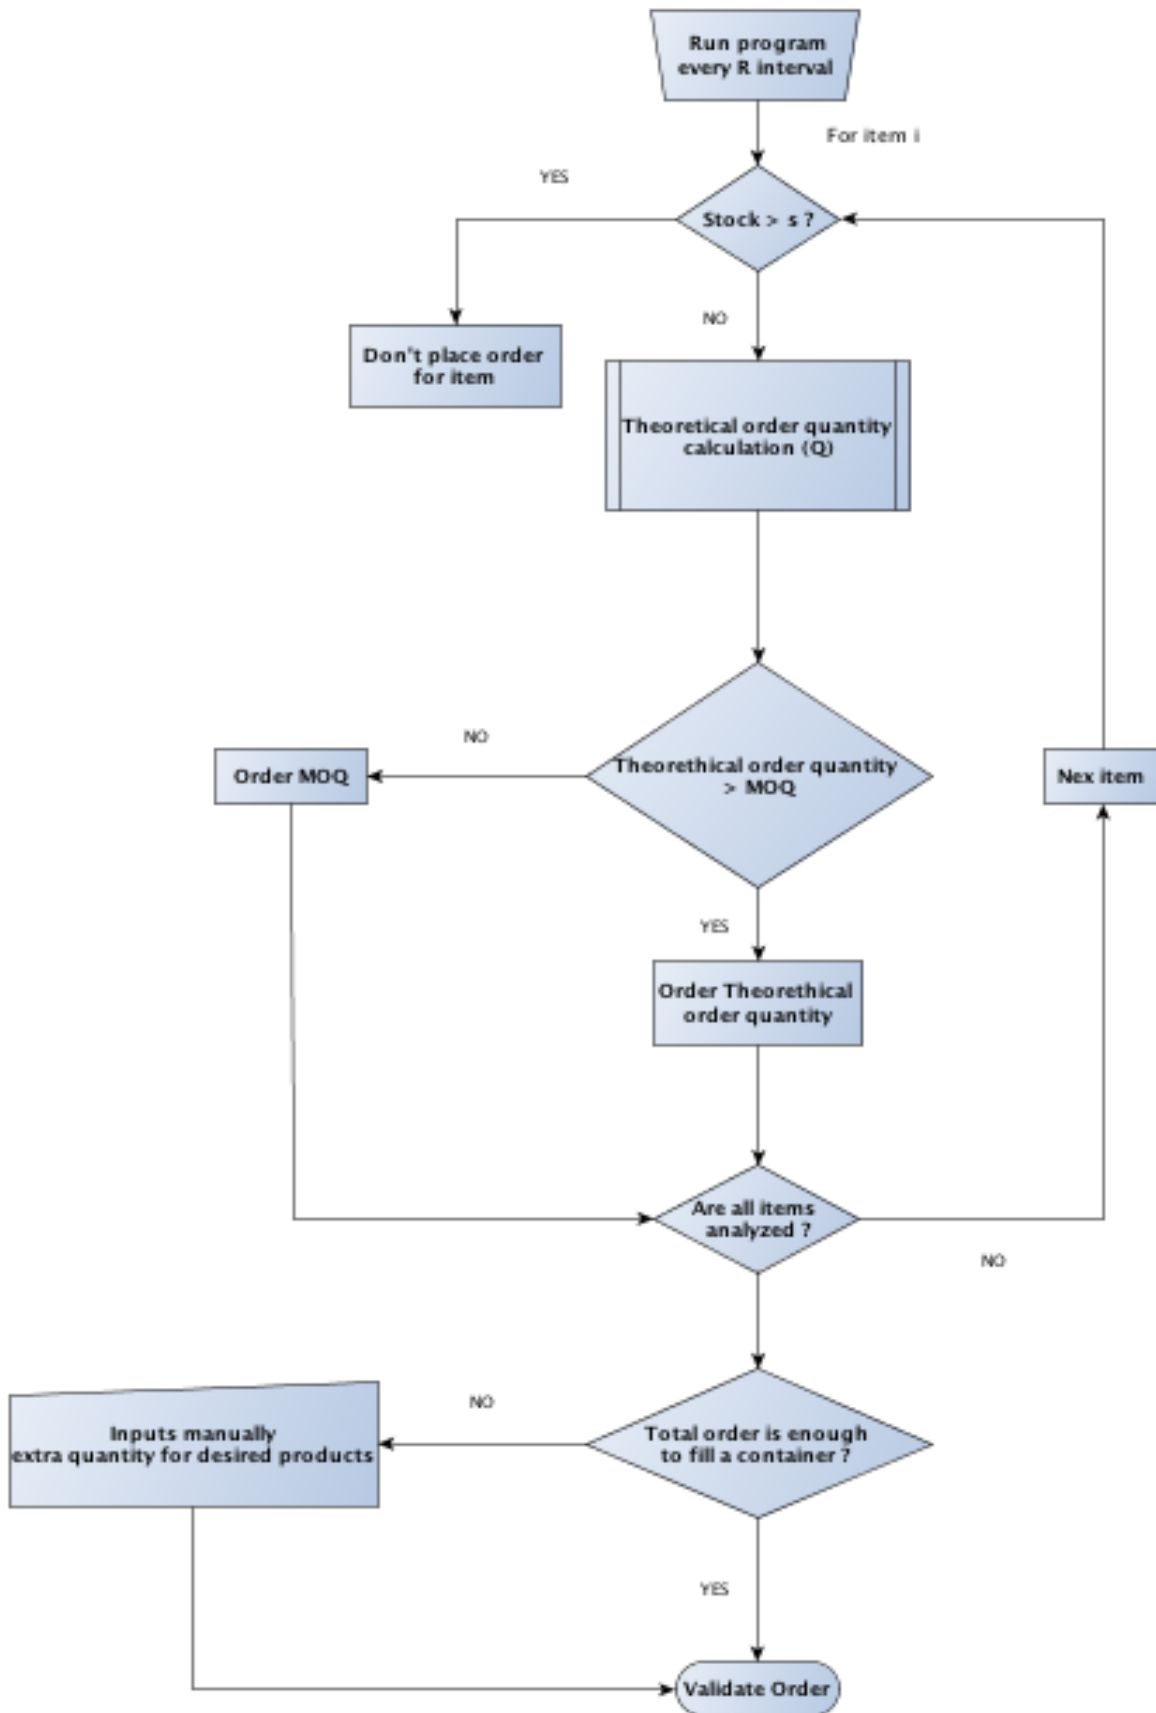 Run program
every R interval
For item i
YES
Stock > s ?
NO
Don't place order
for item
Theoretical order quantity
calculation (Q)
NO
Theorethical order quantity
> MOQ
Order MOQ
Nex item
YES
Order Theorethical
order quantity
Are all items
analyzed ?
NO
NO
Total order is enough
to fill a container ?
Inputs manually
extra quantity for desired products
YES
Validate Order